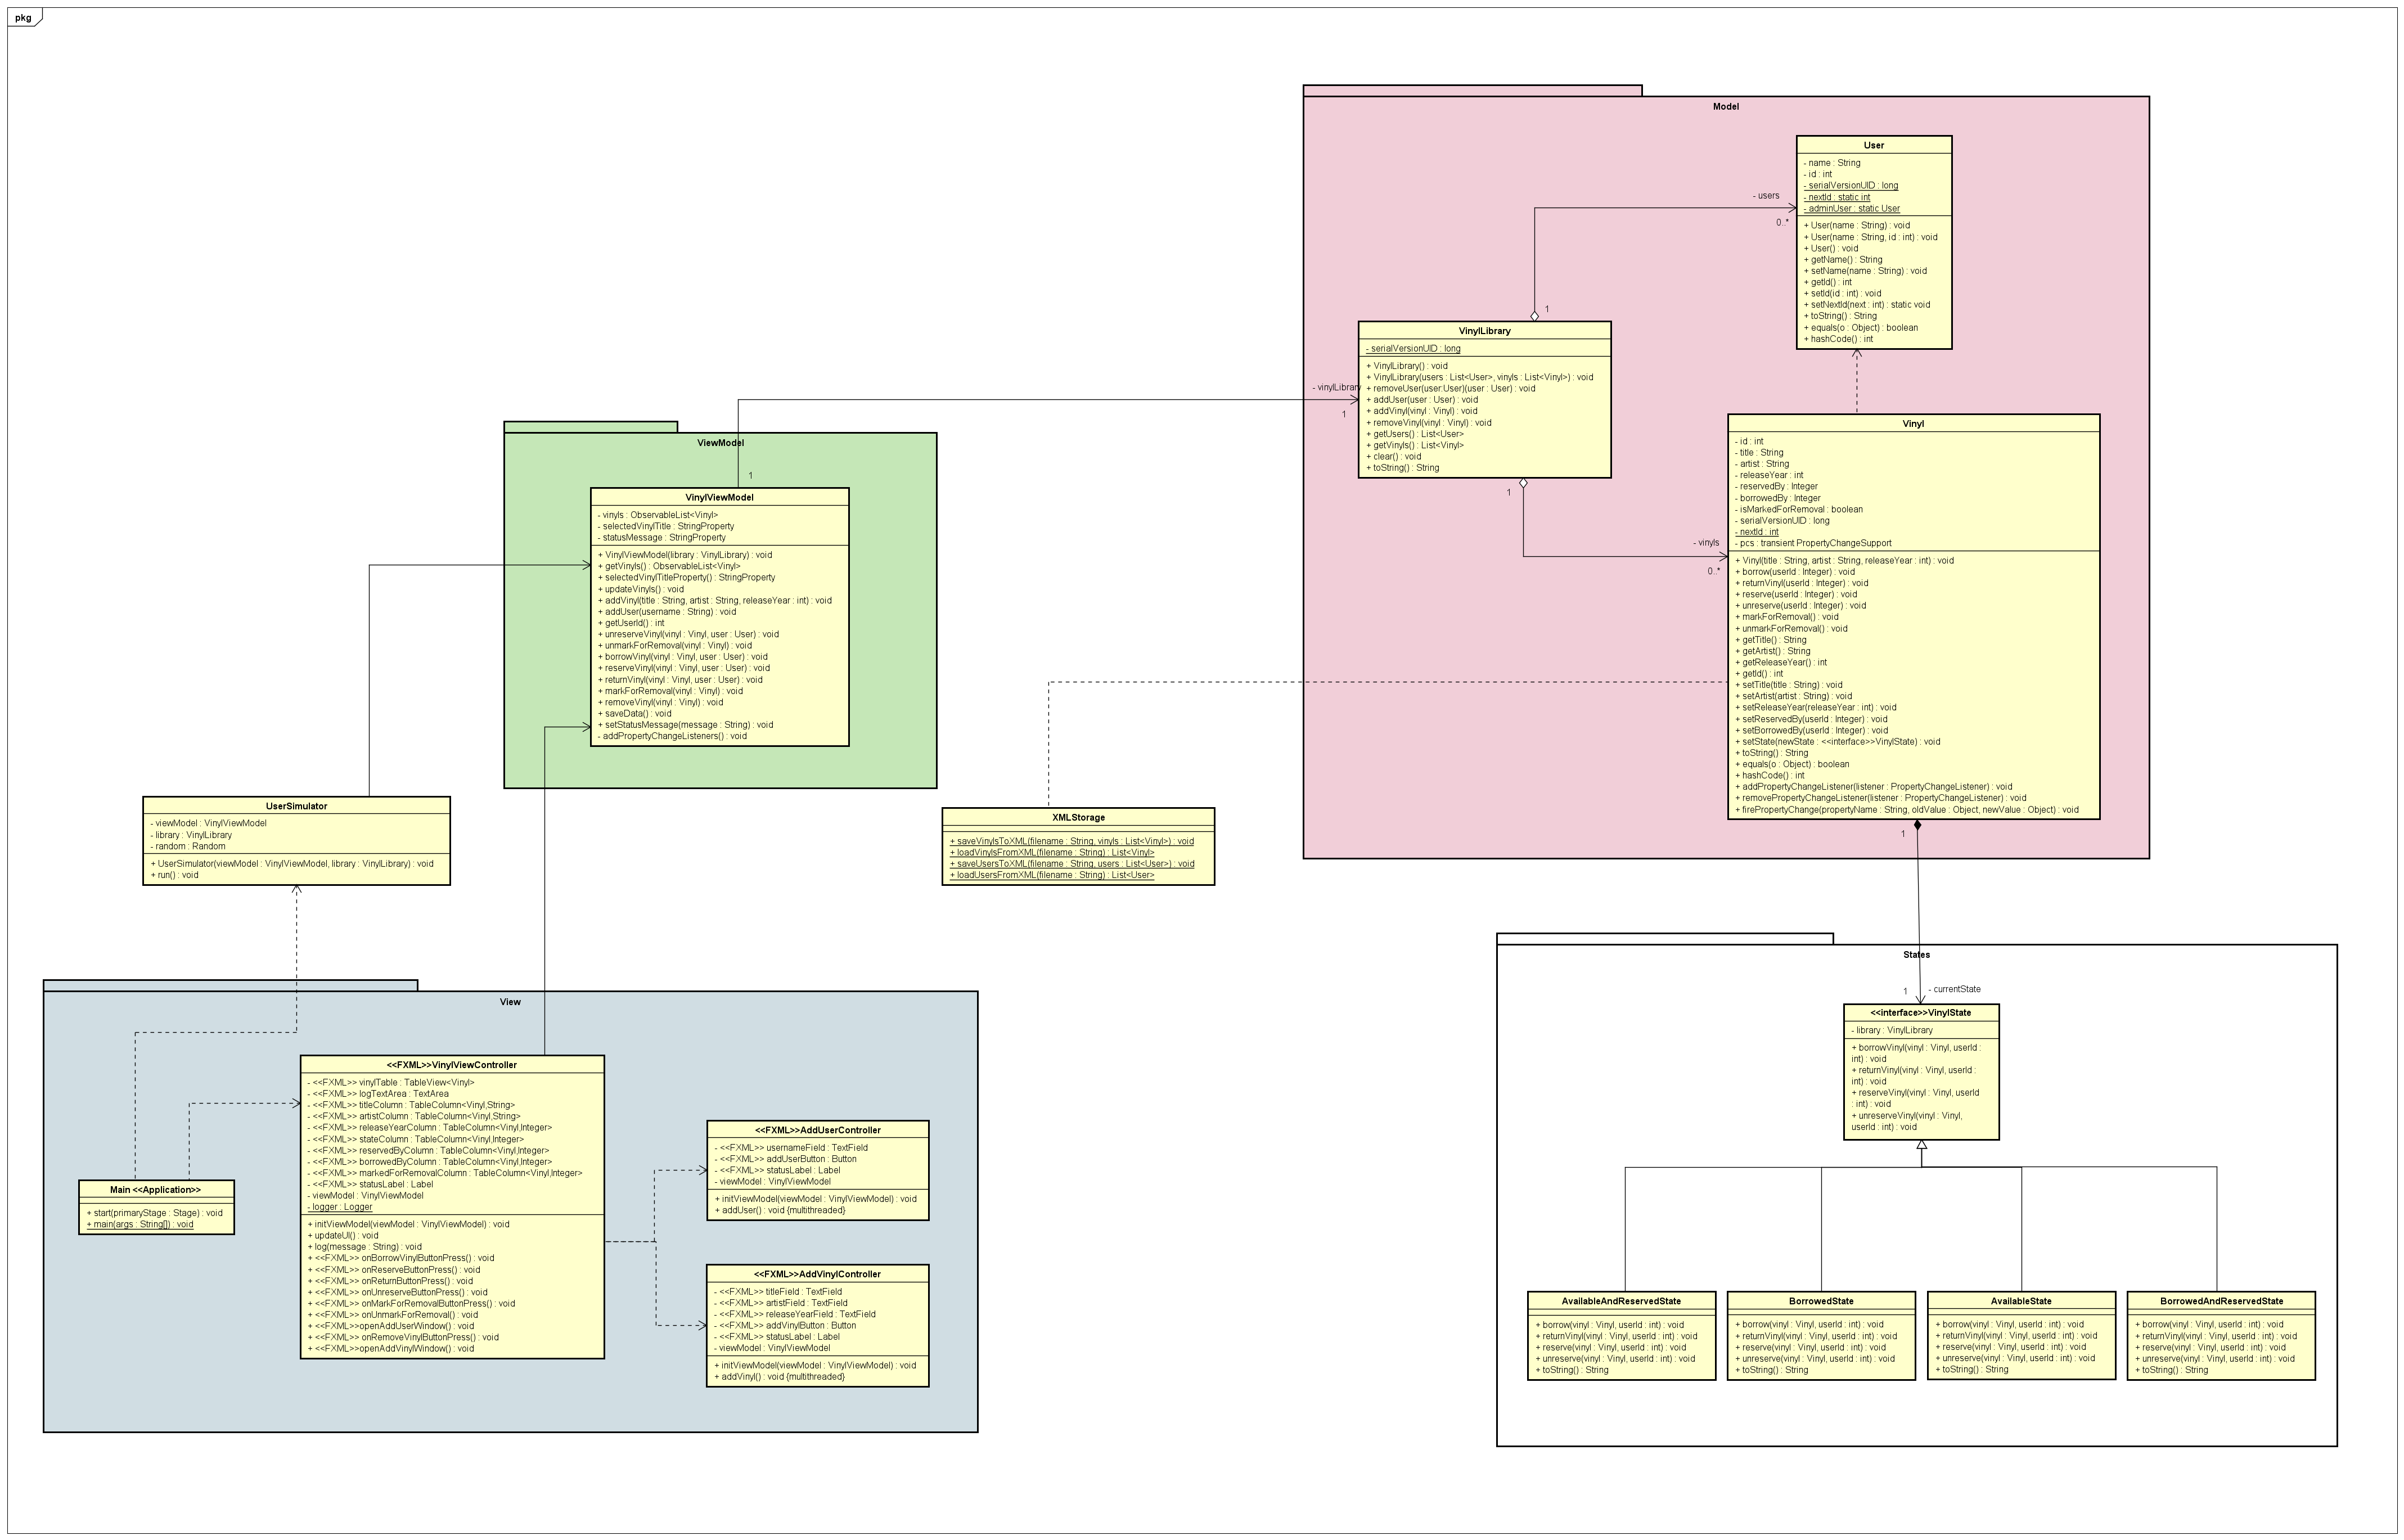 pkg
Model
User
- name : String
- id : int
- serialVersionUID : long
- nextId : static int
- adminUser : static User
+ User(name : String) : void
+ User(name : String, id : int) : void
+ User() : void
+ getName() : String
+ setName(name : String) : void
+ getId() : int
+ setId(id : int) : void
+ setNextId(next : int) : static void
+ toString() : String
+ equals(o : Object) : boolean
+ hashCode() : int
- users
0..*
1
VinylLibrary
- serialVersionUID : long
+ VinylLibrary() : void
+ VinylLibrary(users : List<User>, vinyls : List<Vinyl>) : void
+ removeUser(user:User)(user : User) : void
+ addUser(user : User) : void
+ addVinyl(vinyl : Vinyl) : void
+ removeVinyl(vinyl : Vinyl) : void
+ getUsers() : List<User>
+ getVinyls() : List<Vinyl>
+ clear() : void
+ toString() : String
- vinylLibrary
1
1
- vinyls
0..*
Vinyl
- id : int
- title : String
- artist : String
- releaseYear : int
- reservedBy : Integer
- borrowedBy : Integer
- isMarkedForRemoval : boolean
- serialVersionUID : long
- nextId : int
- pcs : transient PropertyChangeSupport
+ Vinyl(title : String, artist : String, releaseYear : int) : void
+ borrow(userId : Integer) : void
+ returnVinyl(userId : Integer) : void
+ reserve(userId : Integer) : void
+ unreserve(userId : Integer) : void
+ markForRemoval() : void
+ unmarkForRemoval() : void
+ getTitle() : String
+ getArtist() : String
+ getReleaseYear() : int
+ getId() : int
+ setTitle(title : String) : void
+ setArtist(artist : String) : void
+ setReleaseYear(releaseYear : int) : void
+ setReservedBy(userId : Integer) : void
+ setBorrowedBy(userId : Integer) : void
+ setState(newState : <<interface>>VinylState) : void
+ toString() : String
+ equals(o : Object) : boolean
+ hashCode() : int
+ addPropertyChangeListener(listener : PropertyChangeListener) : void
+ removePropertyChangeListener(listener : PropertyChangeListener) : void
+ firePropertyChange(propertyName : String, oldValue : Object, newValue : Object) : void
1
ViewModel
1
VinylViewModel
- vinyls : ObservableList<Vinyl>
- selectedVinylTitle : StringProperty
- statusMessage : StringProperty
+ VinylViewModel(library : VinylLibrary) : void
+ getVinyls() : ObservableList<Vinyl>
+ selectedVinylTitleProperty() : StringProperty
+ updateVinyls() : void
+ addVinyl(title : String, artist : String, releaseYear : int) : void
+ addUser(username : String) : void
+ getUserId() : int
+ unreserveVinyl(vinyl : Vinyl, user : User) : void
+ unmarkForRemoval(vinyl : Vinyl) : void
+ borrowVinyl(vinyl : Vinyl, user : User) : void
+ reserveVinyl(vinyl : Vinyl, user : User) : void
+ returnVinyl(vinyl : Vinyl, user : User) : void
+ markForRemoval(vinyl : Vinyl) : void
+ removeVinyl(vinyl : Vinyl) : void
+ saveData() : void
+ setStatusMessage(message : String) : void
- addPropertyChangeListeners() : void
UserSimulator
- viewModel : VinylViewModel
- library : VinylLibrary
- random : Random
+ UserSimulator(viewModel : VinylViewModel, library : VinylLibrary) : void
+ run() : void
XMLStorage
+ saveVinylsToXML(filename : String, vinyls : List<Vinyl>) : void
+ loadVinylsFromXML(filename : String) : List<Vinyl>
+ saveUsersToXML(filename : String, users : List<User>) : void
+ loadUsersFromXML(filename : String) : List<User>
View
<<FXML>>VinylViewController
- <<FXML>> vinylTable : TableView<Vinyl>
- <<FXML>> logTextArea : TextArea
- <<FXML>> titleColumn : TableColumn<Vinyl,String>
- <<FXML>> artistColumn : TableColumn<Vinyl,String>
- <<FXML>> releaseYearColumn : TableColumn<Vinyl,Integer>
- <<FXML>> stateColumn : TableColumn<Vinyl,Integer>
- <<FXML>> reservedByColumn : TableColumn<Vinyl,Integer>
- <<FXML>> borrowedByColumn : TableColumn<Vinyl,Integer>
- <<FXML>> markedForRemovalColumn : TableColumn<Vinyl,Integer>
- <<FXML>> statusLabel : Label
- viewModel : VinylViewModel
- logger : Logger
+ initViewModel(viewModel : VinylViewModel) : void
+ updateUI() : void
+ log(message : String) : void
+ <<FXML>> onBorrowVinylButtonPress() : void
+ <<FXML>> onReserveButtonPress() : void
+ <<FXML>> onReturnButtonPress() : void
+ <<FXML>> onUnreserveButtonPress() : void
+ <<FXML>> onMarkForRemovalButtonPress() : void
+ <<FXML>> onUnmarkForRemoval() : void
+ <<FXML>>openAddUserWindow() : void
+ <<FXML>> onRemoveVinylButtonPress() : void
+ <<FXML>>openAddVinylWindow() : void
Main <<Application>>
+ start(primaryStage : Stage) : void
+ main(args : String[]) : void
<<FXML>>AddUserController
- <<FXML>> usernameField : TextField
- <<FXML>> addUserButton : Button
- <<FXML>> statusLabel : Label
- viewModel : VinylViewModel
+ initViewModel(viewModel : VinylViewModel) : void
+ addUser() : void {multithreaded}
<<FXML>>AddVinylController
- <<FXML>> titleField : TextField
- <<FXML>> artistField : TextField
- <<FXML>> releaseYearField : TextField
- <<FXML>> addVinylButton : Button
- <<FXML>> statusLabel : Label
- viewModel : VinylViewModel
+ initViewModel(viewModel : VinylViewModel) : void
+ addVinyl() : void {multithreaded}
States
1
- currentState
<<interface>>VinylState
- library : VinylLibrary
+ borrowVinyl(vinyl : Vinyl, userId :
int) : void
+ returnVinyl(vinyl : Vinyl, userId :
int) : void
+ reserveVinyl(vinyl : Vinyl, userId
: int) : void
+ unreserveVinyl(vinyl : Vinyl,
userId : int) : void
AvailableAndReservedState
+ borrow(vinyl : Vinyl, userId : int) : void
+ returnVinyl(vinyl : Vinyl, userId : int) : void
+ reserve(vinyl : Vinyl, userId : int) : void
+ unreserve(vinyl : Vinyl, userId : int) : void
+ toString() : String
BorrowedState
+ borrow(vinyl : Vinyl, userId : int) : void
+ returnVinyl(vinyl : Vinyl, userId : int) : void
+ reserve(vinyl : Vinyl, userId : int) : void
+ unreserve(vinyl : Vinyl, userId : int) : void
+ toString() : String
AvailableState
+ borrow(vinyl : Vinyl, userId : int) : void
+ returnVinyl(vinyl : Vinyl, userId : int) : void
+ reserve(vinyl : Vinyl, userId : int) : void
+ unreserve(vinyl : Vinyl, userId : int) : void
+ toString() : String
BorrowedAndReservedState
+ borrow(vinyl : Vinyl, userId : int) : void
+ returnVinyl(vinyl : Vinyl, userId : int) : void
+ reserve(vinyl : Vinyl, userId : int) : void
+ unreserve(vinyl : Vinyl, userId : int) : void
+ toString() : String